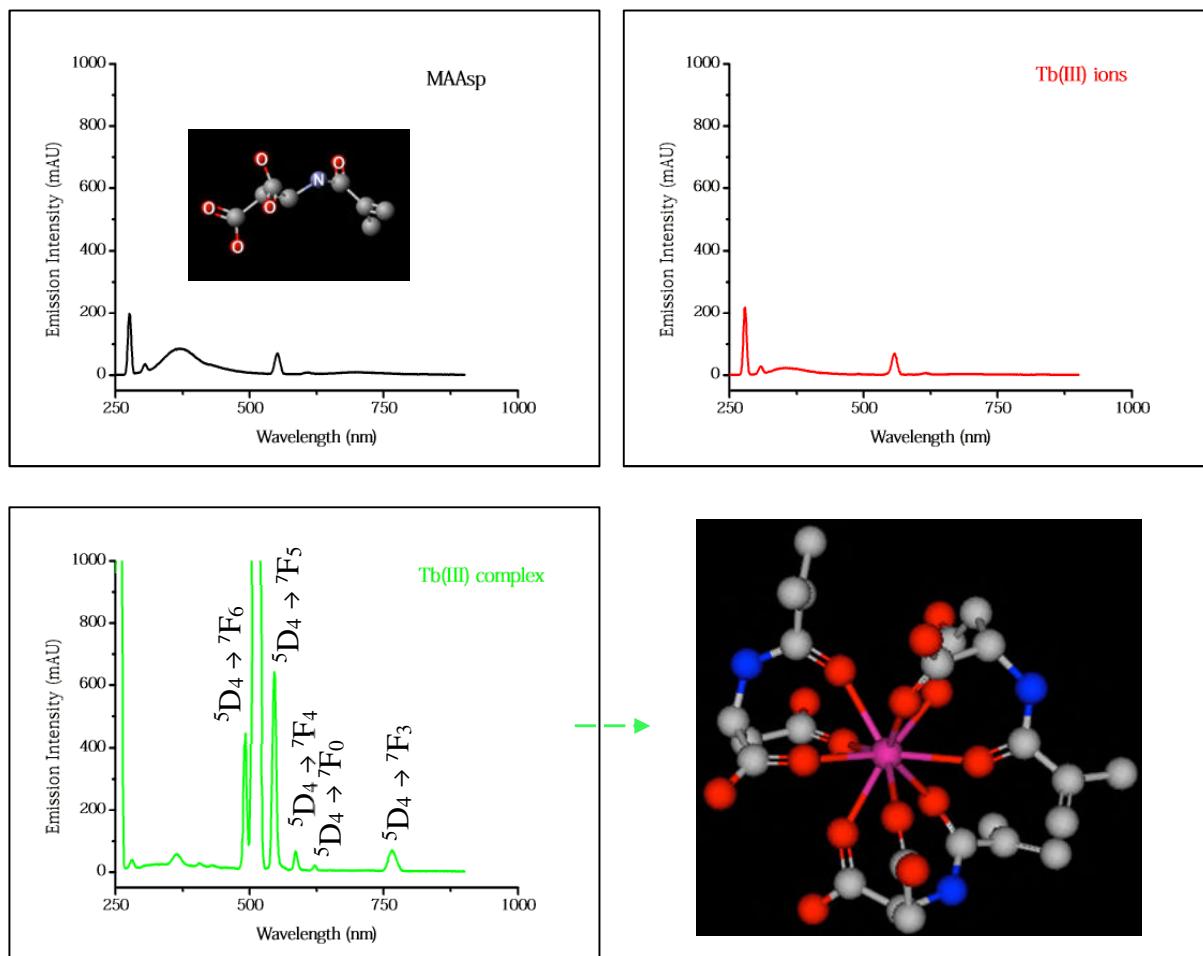 MAAsp
Emission Intensity (mAU)
1000
800
600
400
200
0
250
500
750
1000
Wavelength (nm)
O
O
N
O
O
O
Tb(III) ions
Emission Intensity (mAU)
1000
800
600
400
200
0
250
500
750
1000
Wavelength (nm)
Tb(III) complex
Emission Intensity (mAU)
1000
800
600
400
200
0
250
500
750
1000
Wavelength (nm)
⁵D₄ → ⁷F₆
⁵D₄ → ⁷F₅
⁵D₄ → ⁷F₄
⁵D₄ → ⁷F₀
⁵D₄ → ⁷F₃